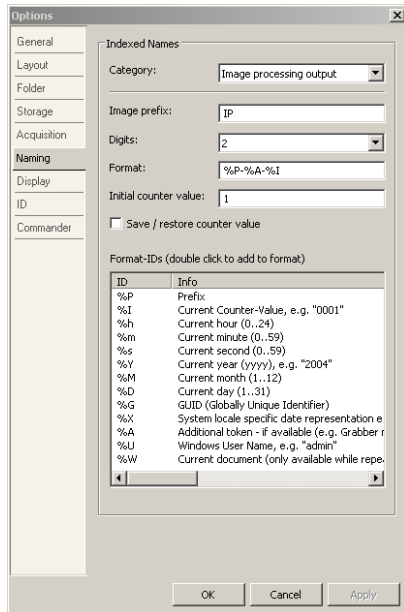 Options
General
Layout
Folder
Storage
Acquisition
Naming
Display
ID
Commander
Indexed Names
Category: Image processing output
Image prefix: IP
Digits: 2
Format: %P-%A-%I
Initial counter value: 1
Save / restore counter value
Format-IDs (double click to add to format)
ID Info
%P Prefix
%I Current Counter-Value, e.g. "0001"
%h Current hour (0..24)
%m Current minute (0..59)
%s Current second (0..59)
%Y Current year (yyyy), e.g. "2004"
%M Current month (1..12)
%D Current day (1..31)
%G GUID (Globally Unique Identifier)
%X System locale specific date representation e
%A Additional token - if available (e.g. Grabber r
%U Windows User Name, e.g. "admin"
%W Current document (only available while repe
OK Cancel Apply